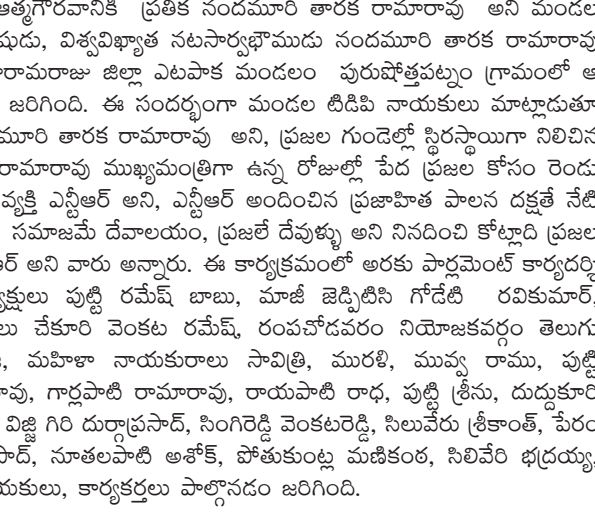 ఆత్మగౌరవానికి ప్రతీక నందమూరి తారక రామారావు అని మండల
షుడు, విశ్వవిఖ్యాత నటసార్వభౌముడు నందమూరి తారక రామారావు
రామరాజు జిల్లా ఎటపాక మండలం పురుషోత్తపట్నం గ్రామంలో ఆ
జరిగింది. ఈ సందర్భంగా మండల టిడిపి నాయకులు మాట్లాడుతూ
మూరి తారక రామారావు అని, ప్రజల గుండెల్లో స్థిరస్థాయిగా నిలిచిన
రామారావు ముఖ్యమంత్రిగా ఉన్న రోజుల్లో పేద ప్రజల కోసం రెండు
వ్యక్తి ఎన్టీఆర్ అని, ఎన్టీఆర్ అందించిన ప్రజాహిత పాలన దక్షతే నేటి
సమాజమే దేవాలయం, ప్రజలే దేవుళ్ళు అని నినదించి కోట్లాది ప్రజల
ఆర్ అని వారు అన్నారు. ఈ కార్యక్రమంలో అరకు పార్లమెంట్ కార్యదర్శి
్యక్షులు పుట్టి రమేష్ బాబు, మాజీ జెడ్పిటిసి గోడేటి రవికుమార్,
లు చేకూరి వెంకట రమేష్, రంపచోడవరం నియోజకవర్గం తెలుగు
, మహిళా నాయకురాలు సావిత్రి, మురళి, మువ్వ రాము, పుట్టి
రావు, గార్లపాటి రామారావు, రాయపాటి రాధ, పుట్టి శ్రీను, దుద్దుకూరి
విజ్జి గిరి దుర్గాప్రసాద్, సింగిరెడ్డి వెంకటరెడ్డి, సిలువేరు శ్రీకాంత్, పేరం
సాద్, నూతలపాటి అశోక్, పోతుకుంట్ల మణికంఠ, సిలివేరి భద్రయ్య,
యకులు, కార్యకర్తలు పాల్గొనడం జరిగింది.